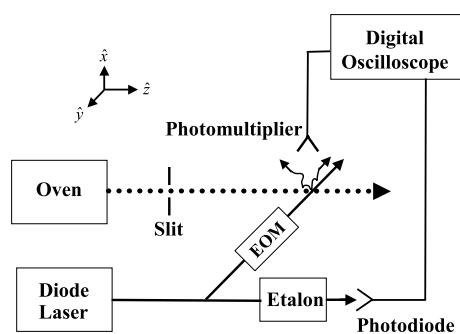 Digital
Oscilloscope
x̂
ẑ
ŷ
Photomultiplier
Oven
Slit
EOM
Diode
Laser
Etalon
Photodiode